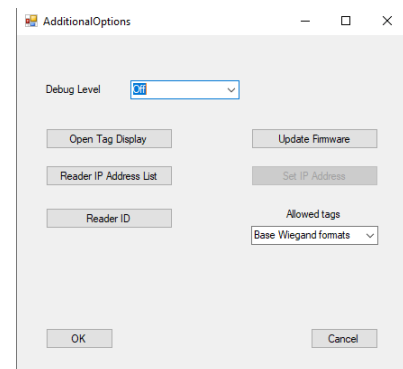 AdditionalOptions
Debug Level Off
Open Tag Display Update Firmware
Reader IP Address List Set IP Address
Reader ID Allowed tags
Base Wiegand formats
OK Cancel